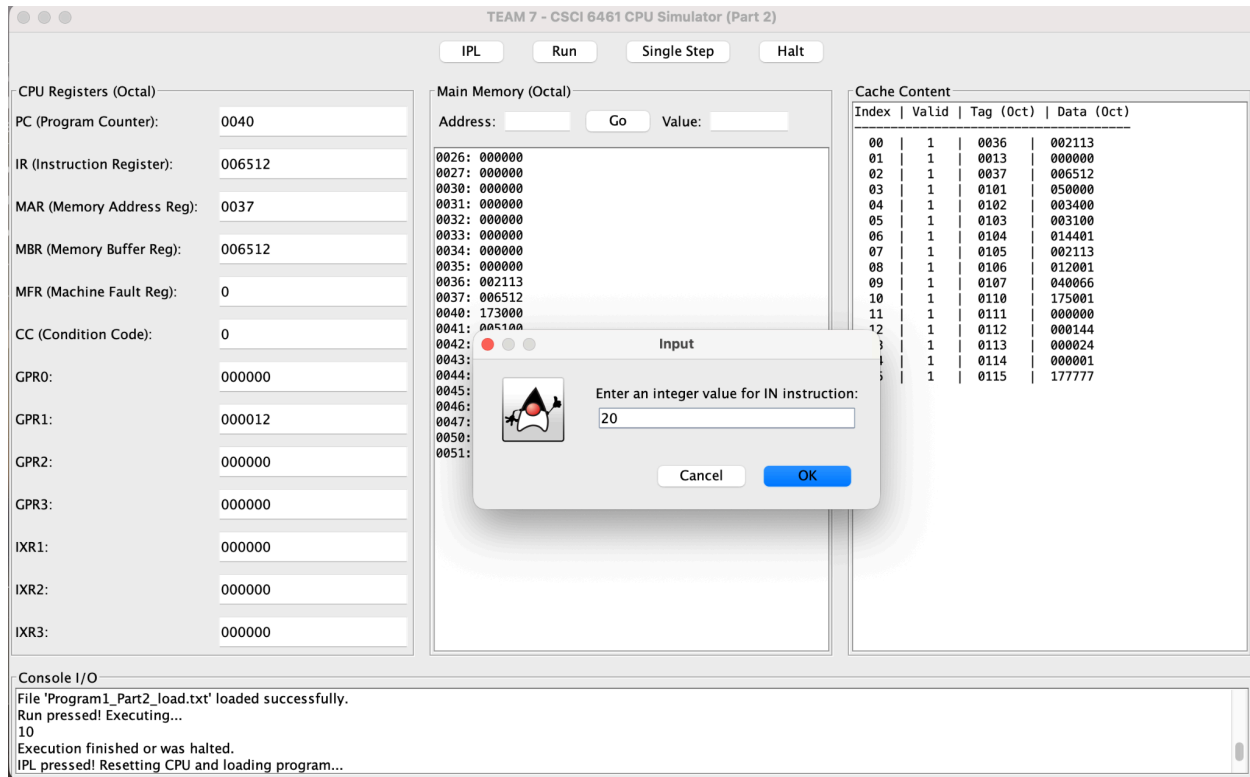 TEAM 7 - CSCI 6461 CPU Simulator (Part 2)
IPL Run Single Step Halt
CPU Registers (Octal)
PC (Program Counter): 0040
IR (Instruction Register): 006512
MAR (Memory Address Reg): 0037
MBR (Memory Buffer Reg): 006512
MFR (Machine Fault Reg): 0
CC (Condition Code): 0
GPR0: 000000
GPR1: 000012
GPR2: 000000
GPR3: 000000
IXR1: 000000
IXR2: 000000
IXR3: 000000
Main Memory (Octal)
Address: Go Value:
0026: 000000
0027: 000000
0030: 000000
0031: 000000
0032: 000000
0033: 000000
0034: 000000
0035: 000000
0036: 002113
0037: 006512
0040: 173000
0041: 005100
0042:
0043:
0044:
0045:
0046:
0047:
0050:
0051:
Input
Enter an integer value for IN instruction:
20
Cancel OK
Cache Content
Index | Valid | Tag (Oct) | Data (Oct)
----------------------------------------
00 | 1 | 0036 | 002113
01 | 1 | 0013 | 000000
02 | 1 | 0037 | 006512
03 | 1 | 0101 | 050000
04 | 1 | 0102 | 003400
05 | 1 | 0103 | 003100
06 | 1 | 0104 | 014401
07 | 1 | 0105 | 002113
08 | 1 | 0106 | 012001
09 | 1 | 0107 | 040066
10 | 1 | 0110 | 175001
11 | 1 | 0111 | 000000
12 | 1 | 0112 | 000144
| 1 | 0113 | 000024
| 1 | 0114 | 000001
| 1 | 0115 | 177777
Console I/O
File 'Program1_Part2_load.txt' loaded successfully.
Run pressed! Executing...
10
Execution finished or was halted.
IPL pressed! Resetting CPU and loading program...